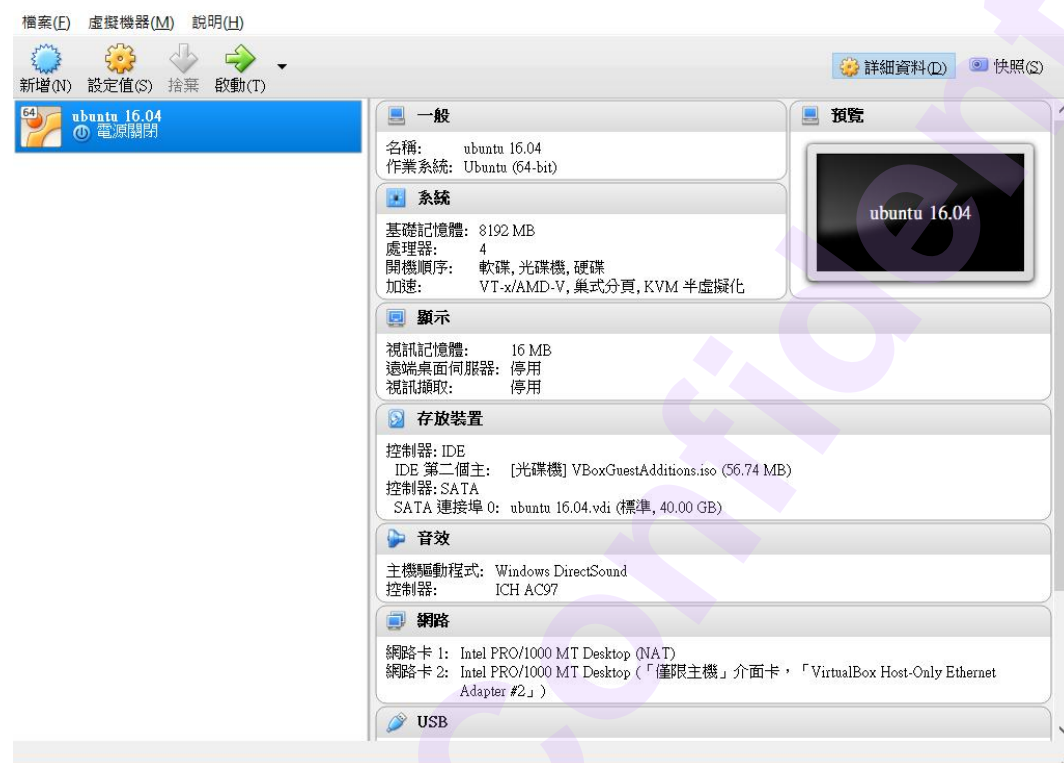 檔案(F) 虛擬機器(M) 說明(H)
新增(N) 設定值(S) 捨棄 啟動(T)
詳細資料(D) 快照(S)
64 ubuntu 16.04
電源關閉
一般
名稱: ubuntu 16.04
作業系統: Ubuntu (64-bit)
預覽
ubuntu 16.04
系統
基礎記憶體: 8192 MB
處理器: 4
開機順序: 軟碟, 光碟機, 硬碟
加速: VT-x/AMD-V, 巢式分頁, KVM 半虛擬化
顯示
視訊記憶體: 16 MB
遠端桌面伺服器: 停用
視訊擷取: 停用
存放裝置
控制器: IDE
IDE 第二個主: [光碟機] VBoxGuestAdditions.iso (56.74 MB)
控制器: SATA
SATA 連接埠 0: ubuntu 16.04.vdi (標準, 40.00 GB)
音效
主機驅動程式: Windows DirectSound
控制器: ICH AC97
網路
網路卡 1: Intel PRO/1000 MT Desktop (NAT)
網路卡 2: Intel PRO/1000 MT Desktop (「僅限主機」介面卡,「VirtualBox Host-Only Ethernet
Adapter #2」)
USB
Confident